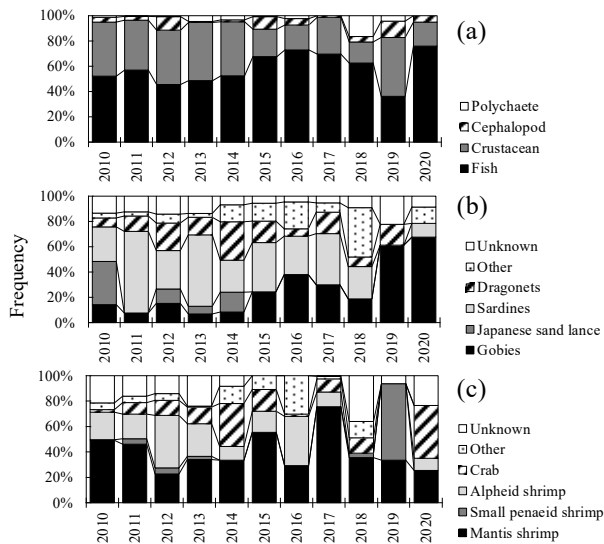 100%
80%
60%
40%
20%
0%
2010
2011
2012
2013
2014
2015
2016
2017
2018
2019
2020
(a)
Polychaete
Cephalopod
Crustacean
Fish
Frequency
100%
80%
60%
40%
20%
0%
2010
2011
2012
2013
2014
2015
2016
2017
2018
2019
2020
(b)
Unknown
Other
Dragonets
Sardines
Japanese sand lance
Gobies
100%
80%
60%
40%
20%
0%
2010
2011
2012
2013
2014
2015
2016
2017
2018
2019
2020
(c)
Unknown
Other
Crab
Alpheid shrimp
Small penaeid shrimp
Mantis shrimp